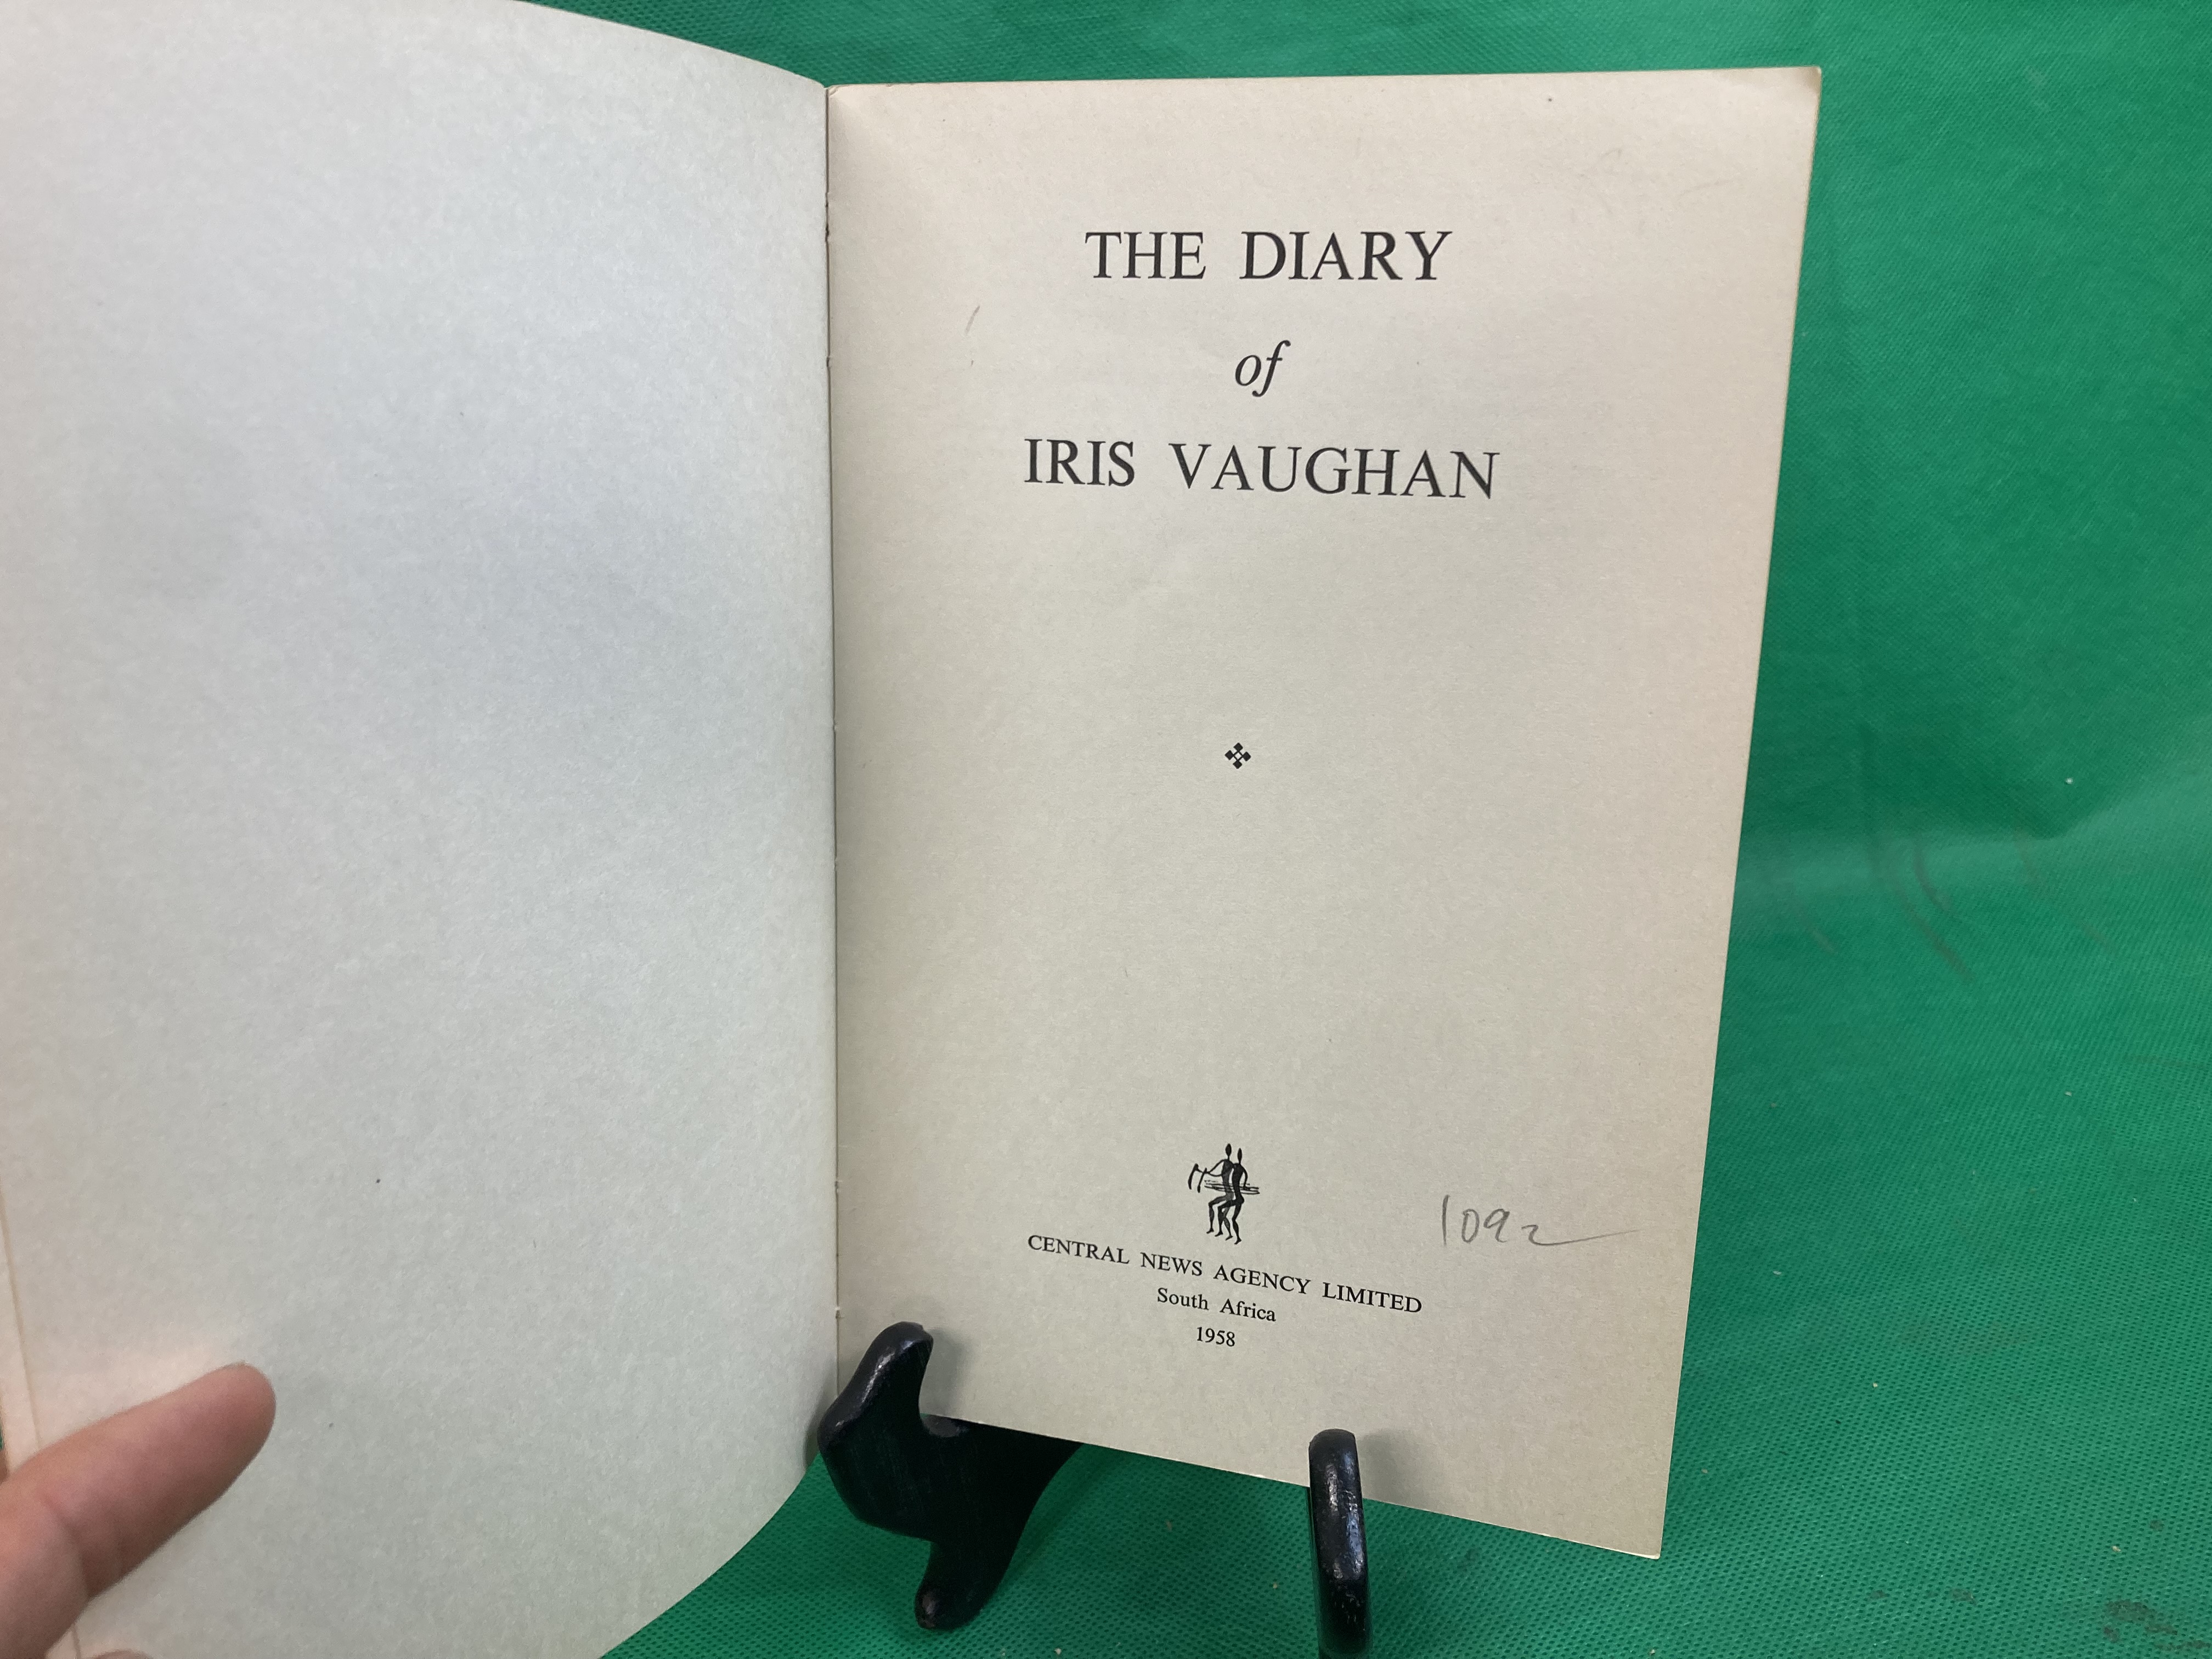 THE DIARY
of
IRIS VAUGHAN
1092
CENTRAL NEWS AGENCY LIMITED
South Africa
1958